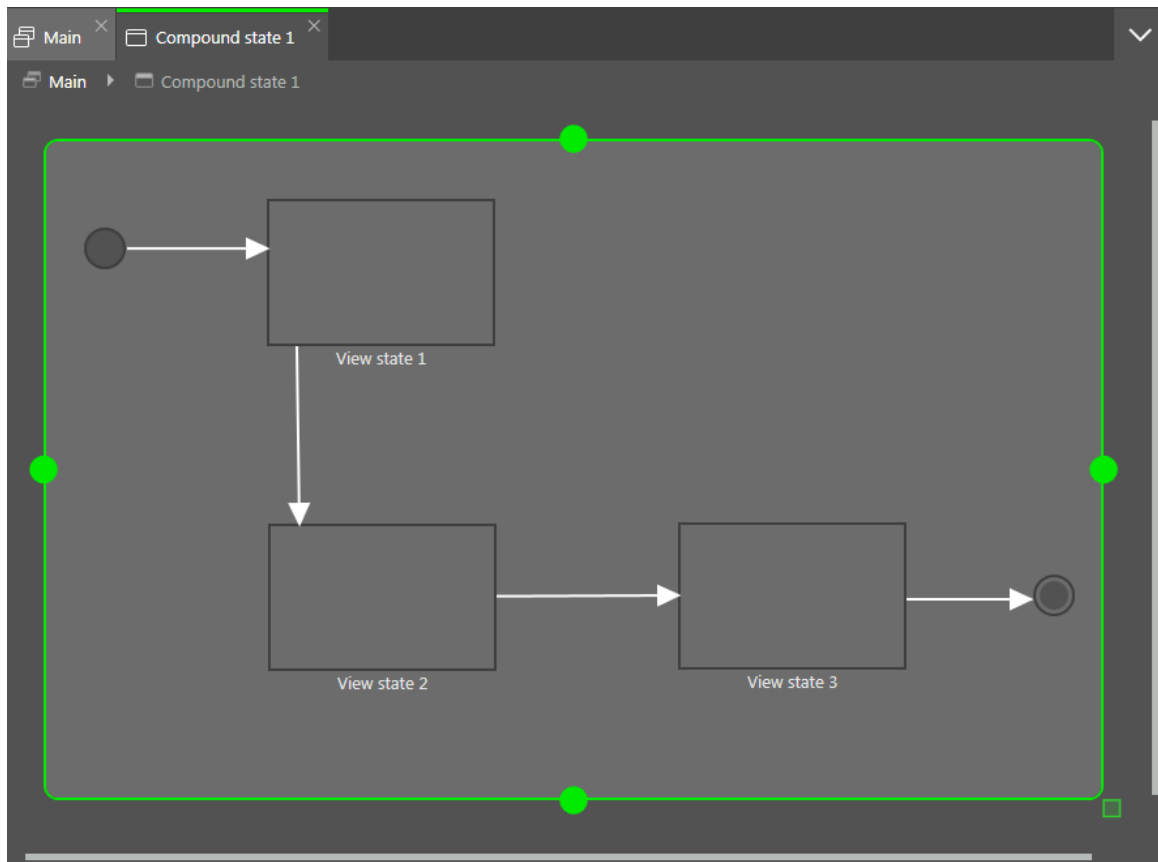 Main
Compound state 1
Main
Compound state 1
View state 1
View state 2
View state 3